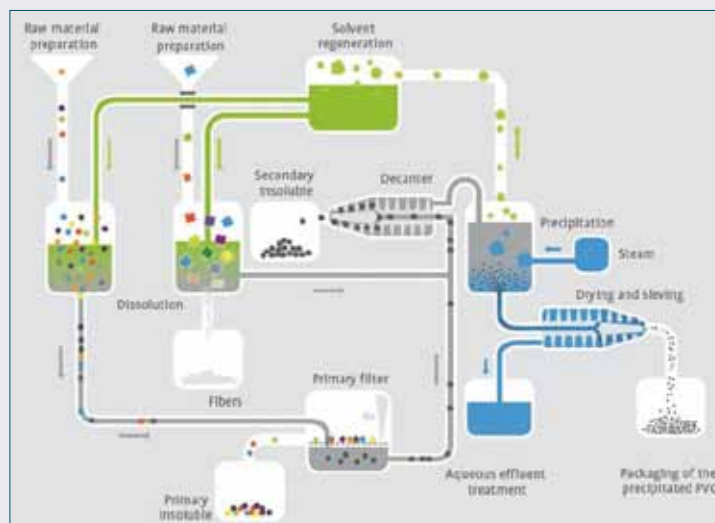 Raw material
preparation
Raw material
preparation
Solvent
regeneration
Secondary
insoluble
Decanter
Precipitation
Steam
Dissolution
Drying and sieving
Fibers
Primary filter
Primary
insoluble
Aqueous effluent
treatment
Packaging of the
precipitated PVC